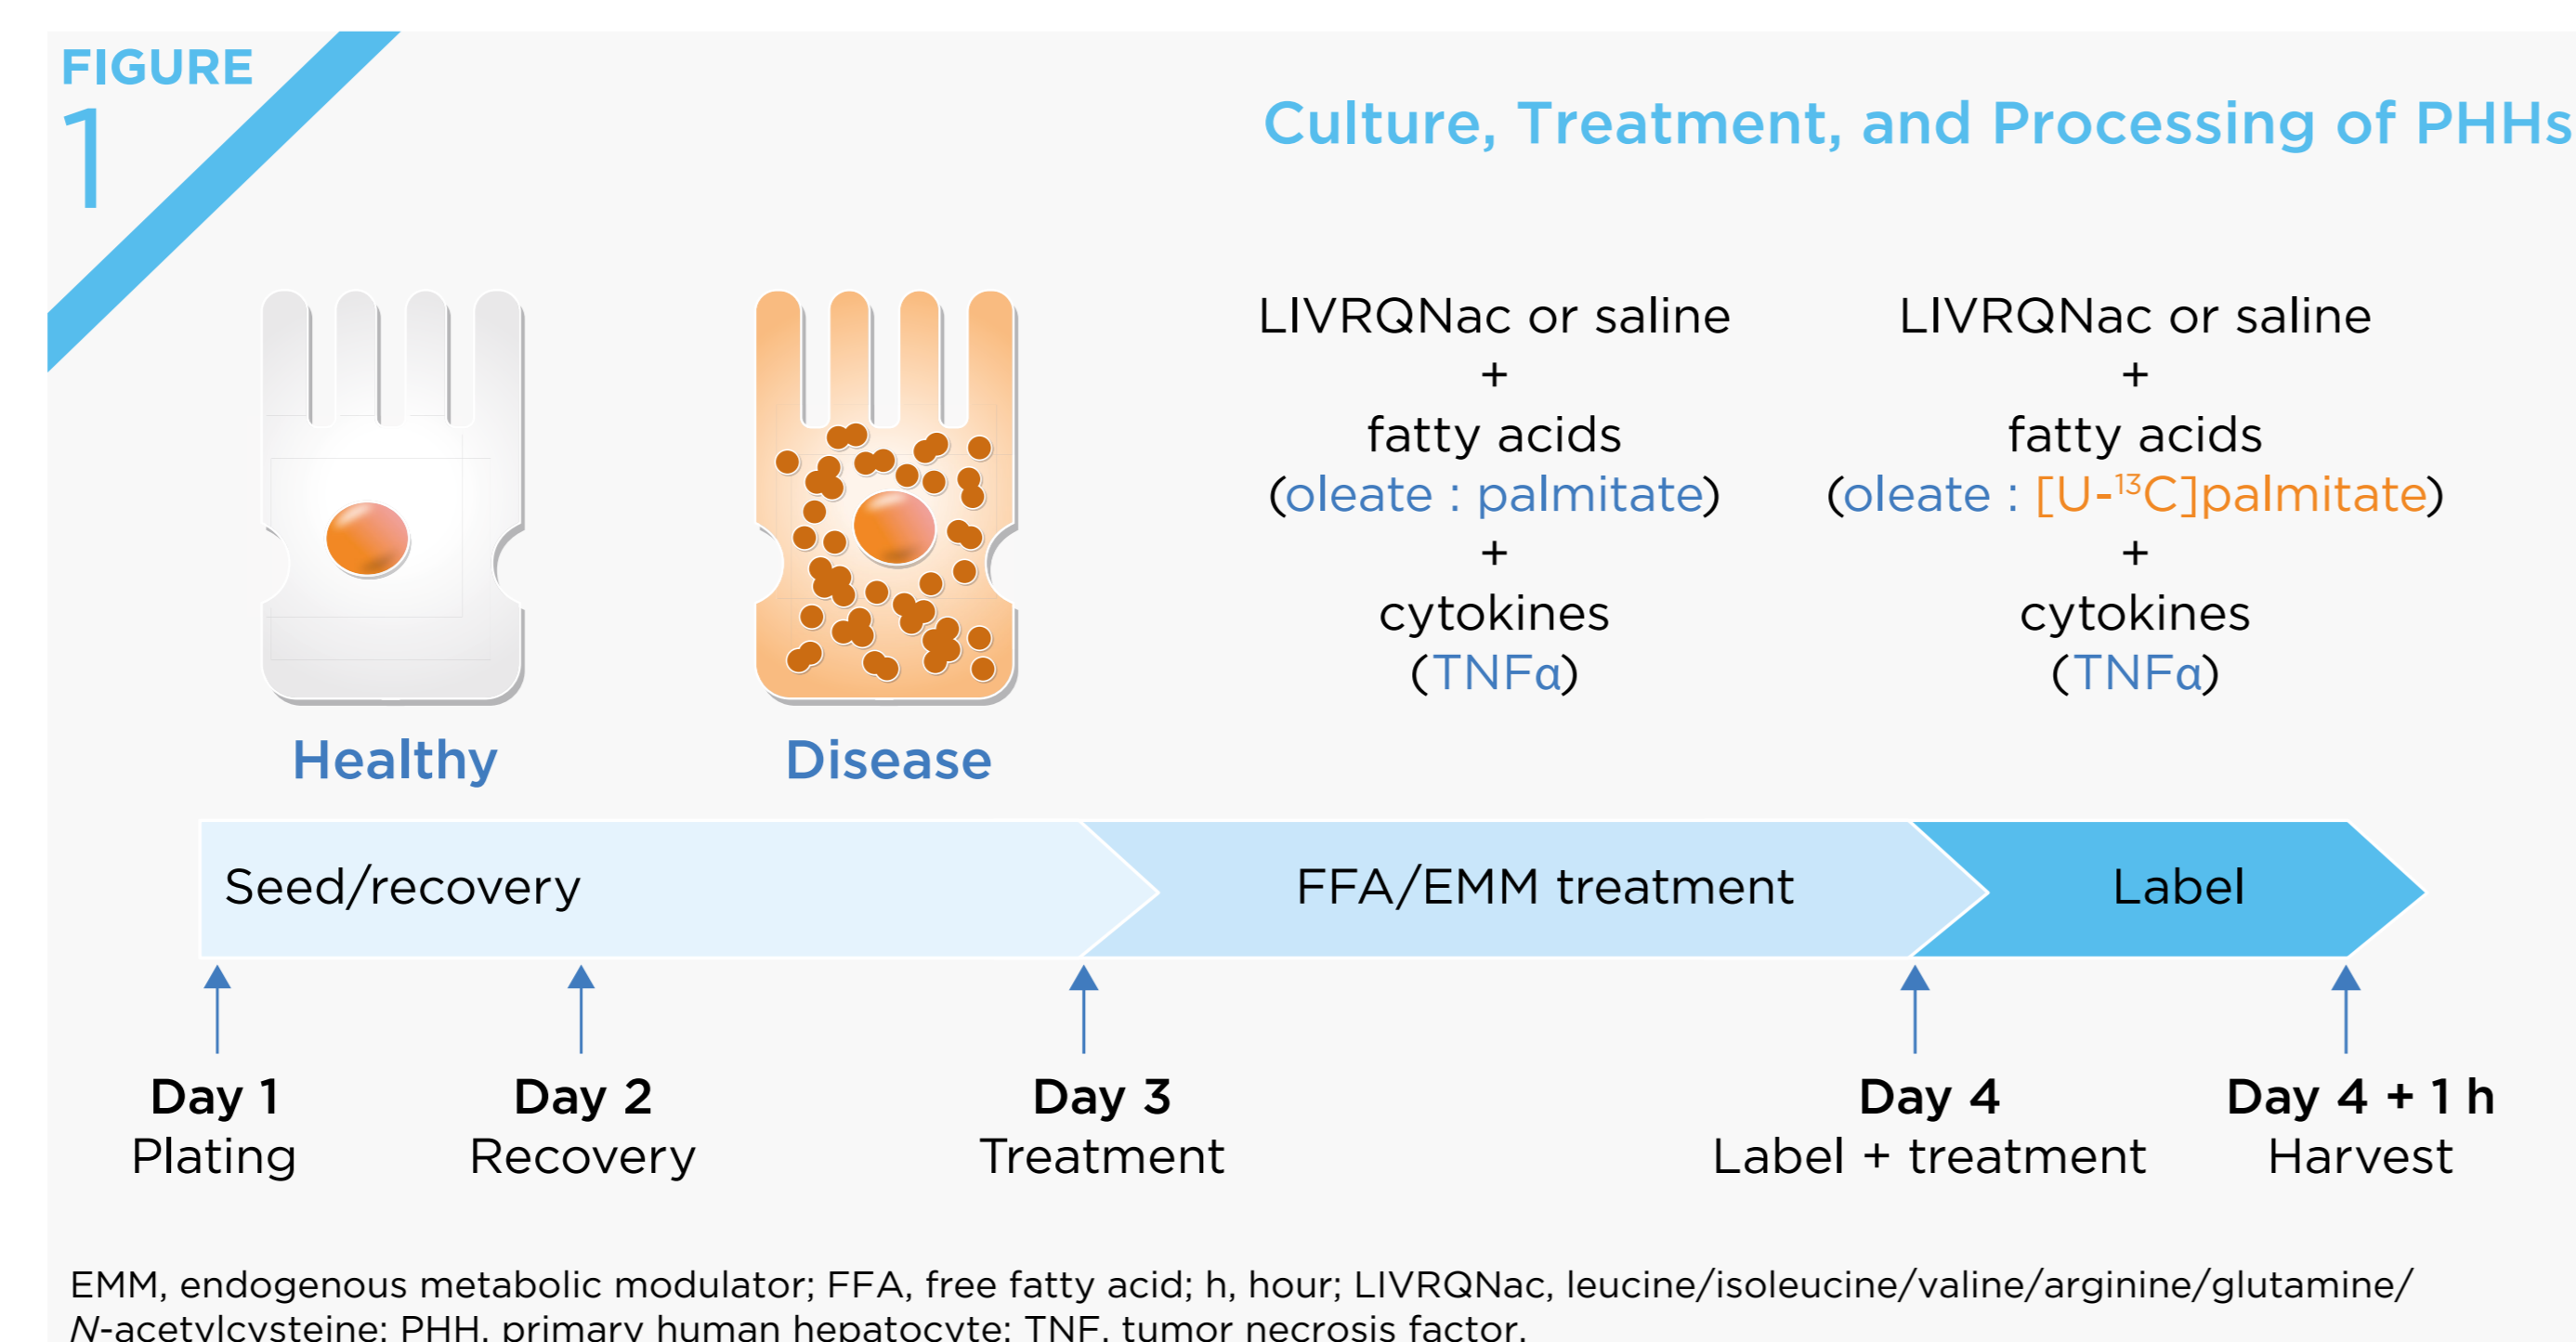 FIGURE
1
Culture, Treatment, and Processing of PHHs
LIVRQNac or saline
+
fatty acids
(oleate : palmitate)
+
cytokines
(TNFα)
LIVRQNac or saline
+
fatty acids
(oleate : [U-¹³C]palmitate)
+
cytokines
(TNFα)
Healthy
Disease
Seed/recovery
FFA/EMM treatment
Label
Day 1
Plating
Day 2
Recovery
Day 3
Treatment
Day 4
Label + treatment
Day 4 + 1 h
Harvest
EMM, endogenous metabolic modulator; FFA, free fatty acid; h, hour; LIVRQNac, leucine/isoleucine/valine/arginine/glutamine/
N-acetylcysteine; PHH, primary human hepatocyte; TNF, tumor necrosis factor.